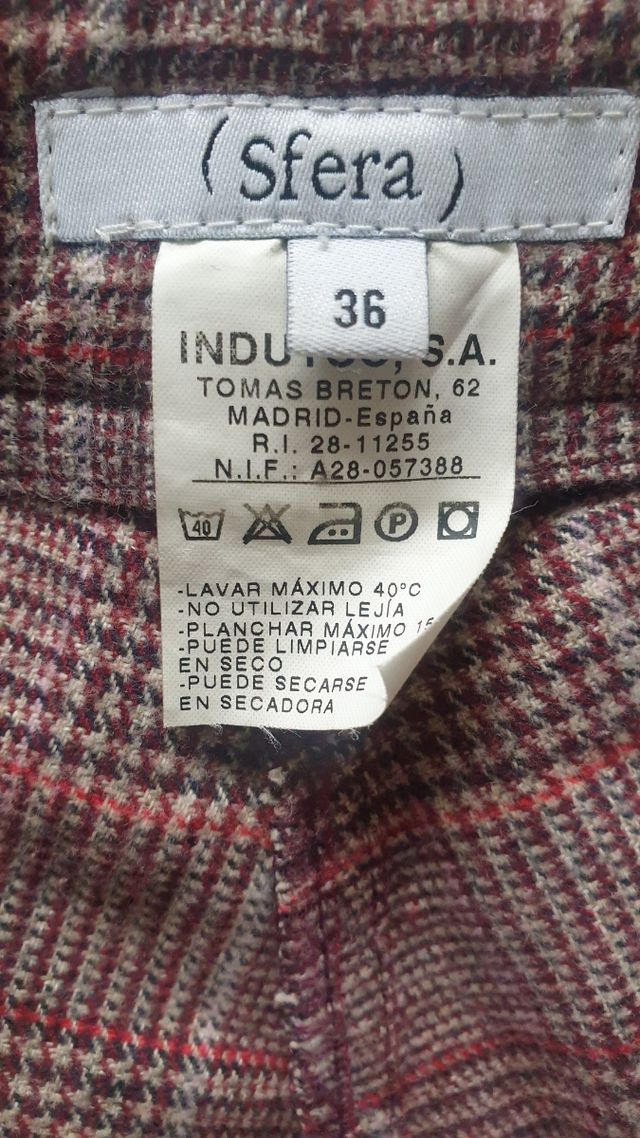 (Sfera)
36
S.A.
TOMAS BRETON, 62
MADRID-España
R.I. 28-11255
N.I.F.: A28-057388
40 P
-LAVAR MÁXIMO 40ºC
-NO UTILIZAR LEJÍA
-PLANCHAR MÁXIMO
-PUEDE LIMPIARSE
EN SECO
-PUEDE SECARSE
EN SECADORA